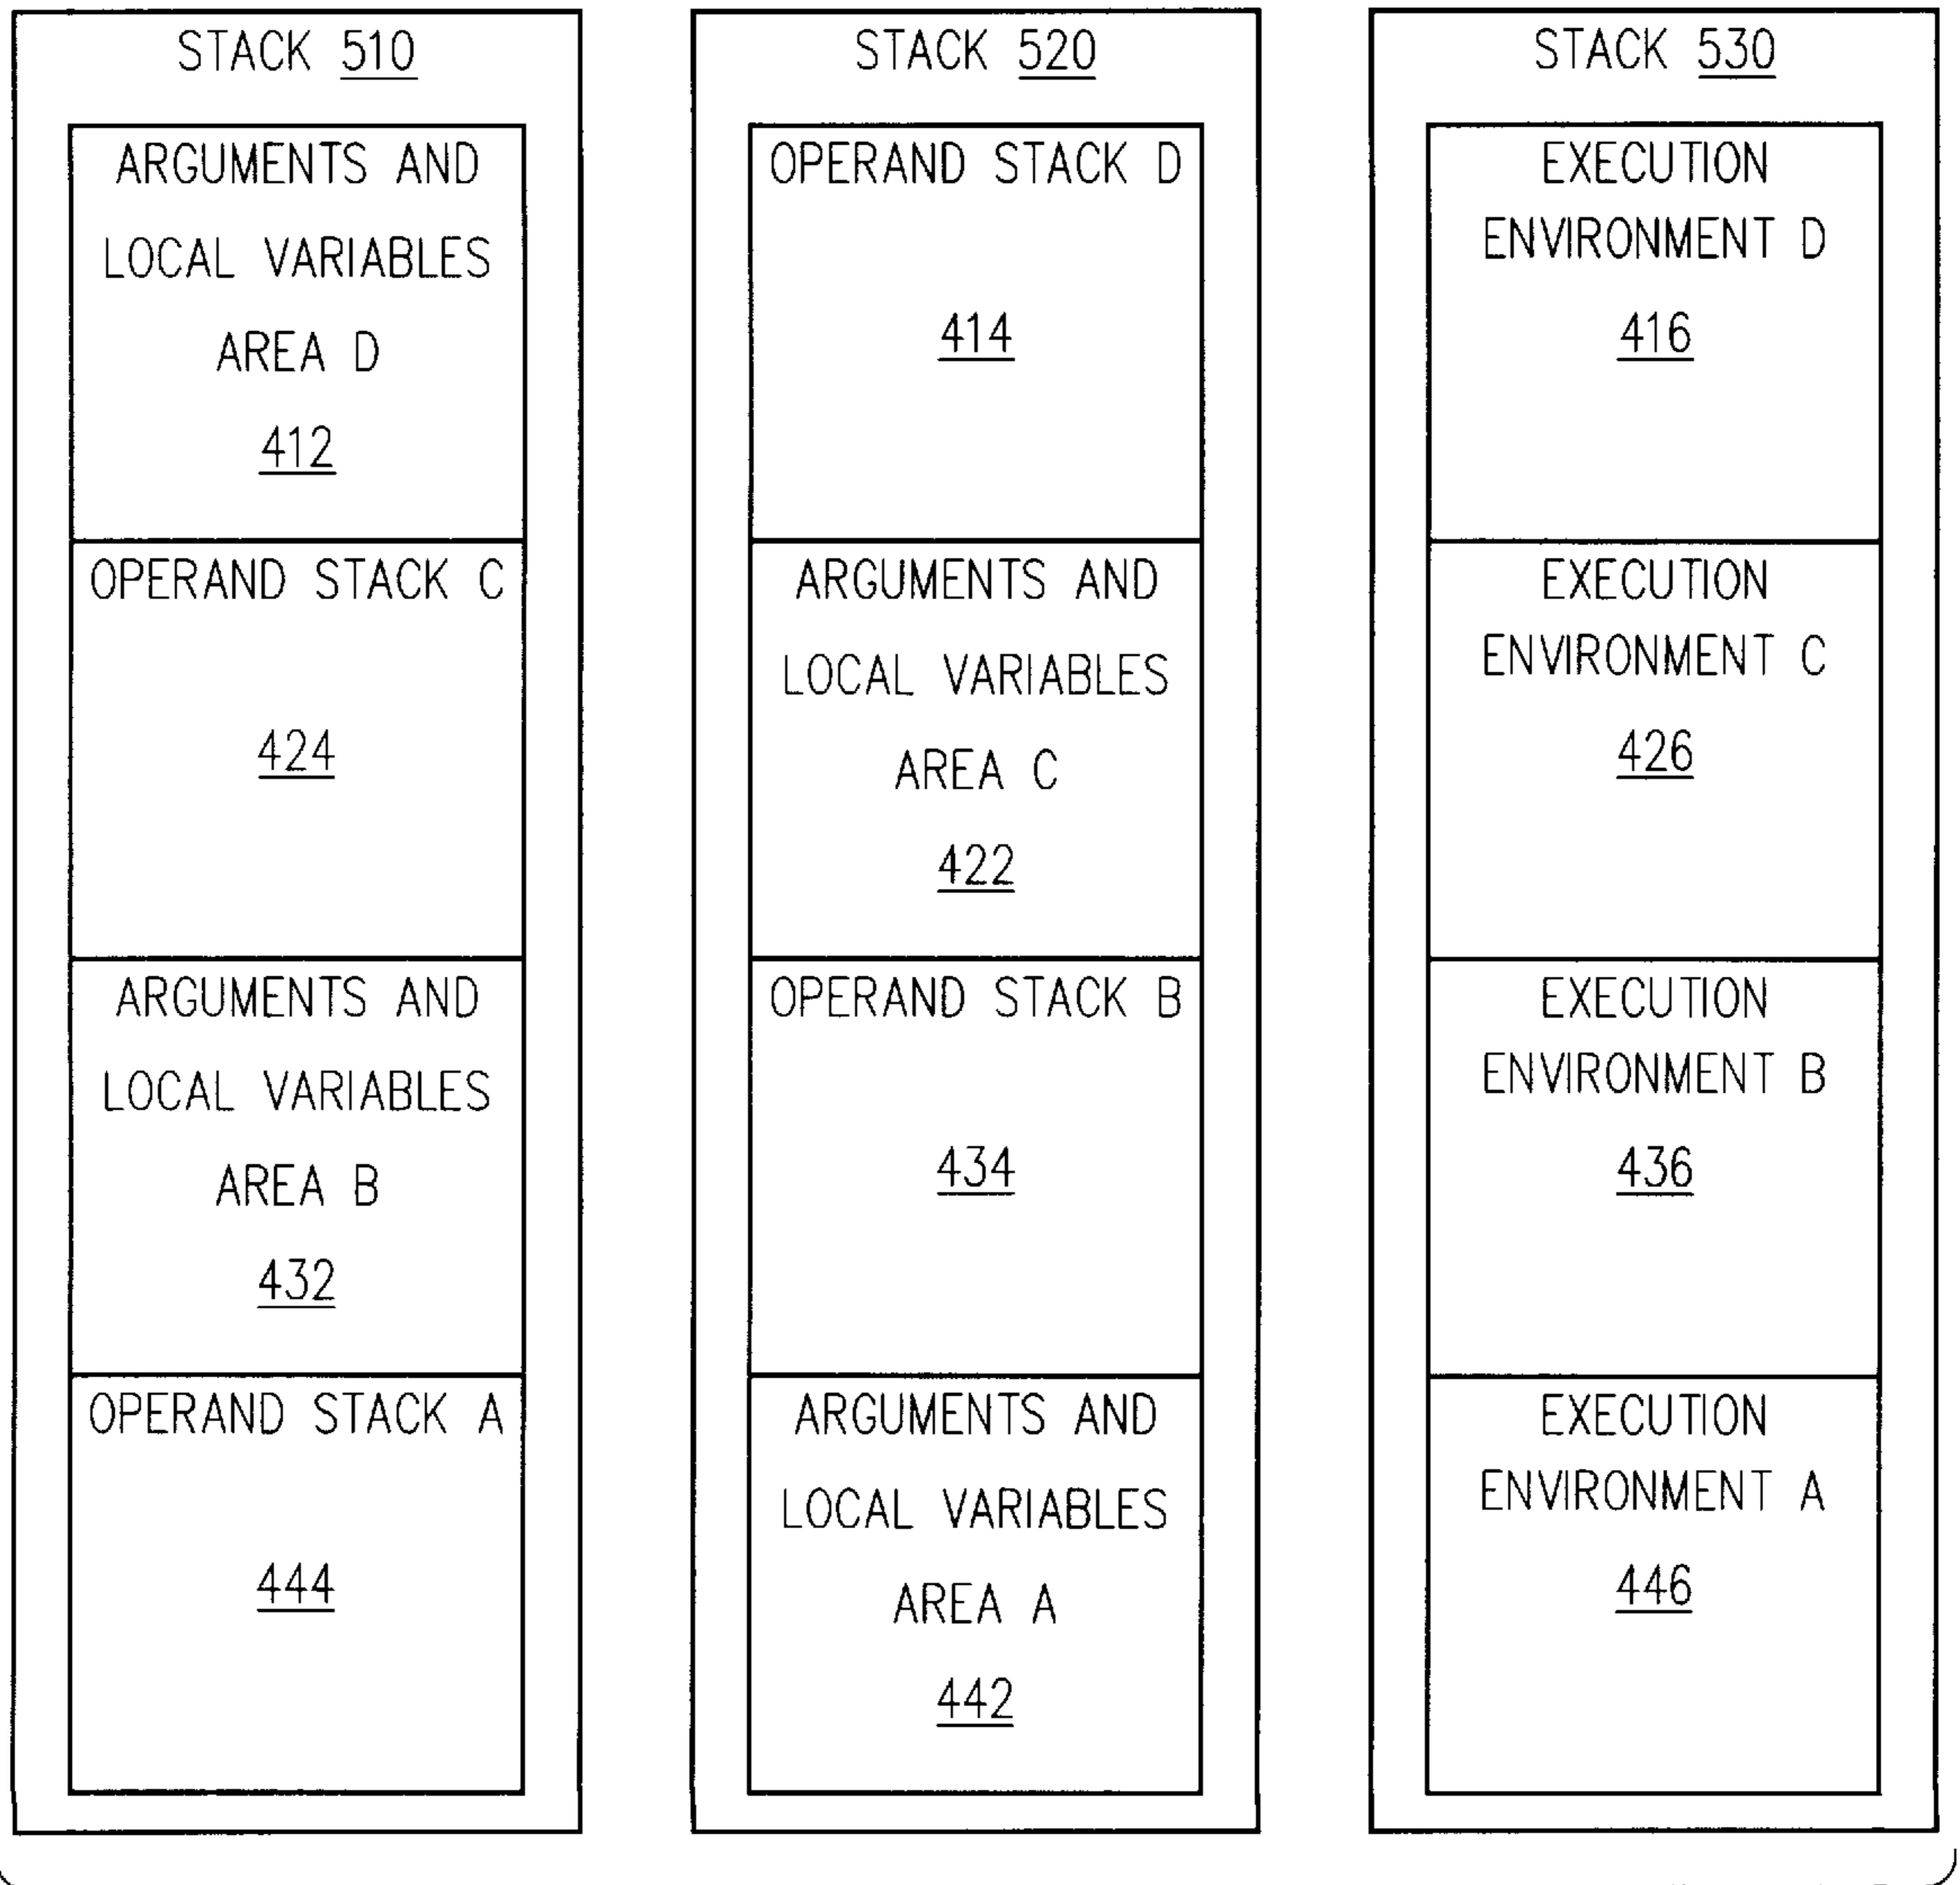 STACK 510
ARGUMENTS AND
LOCAL VARIABLES
AREA D
412
OPERAND STACK C
424
ARGUMENTS AND
LOCAL VARIABLES
AREA B
432
OPERAND STACK A
444
STACK 520
OPERAND STACK D
414
ARGUMENTS AND
LOCAL VARIABLES
AREA C
422
OPERAND STACK B
434
ARGUMENTS AND
LOCAL VARIABLES
AREA A
442
STACK 530
EXECUTION
ENVIRONMENT D
416
EXECUTION
ENVIRONMENT C
426
EXECUTION
ENVIRONMENT B
436
EXECUTION
ENVIRONMENT A
446